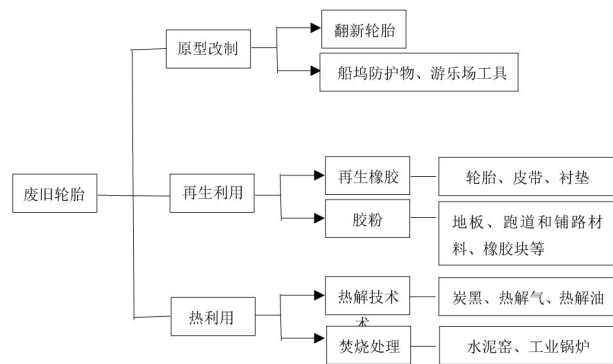 翻新轮胎
原型改制
船坞防护物、游乐场工具
废旧轮胎
再生利用
再生橡胶
轮胎、皮带、衬垫
胶粉
地板、跑道和铺路材
料、橡胶块等
热利用
热解技术
术
炭黑、热解气、热解油
焚烧处理
水泥窑、工业锅炉